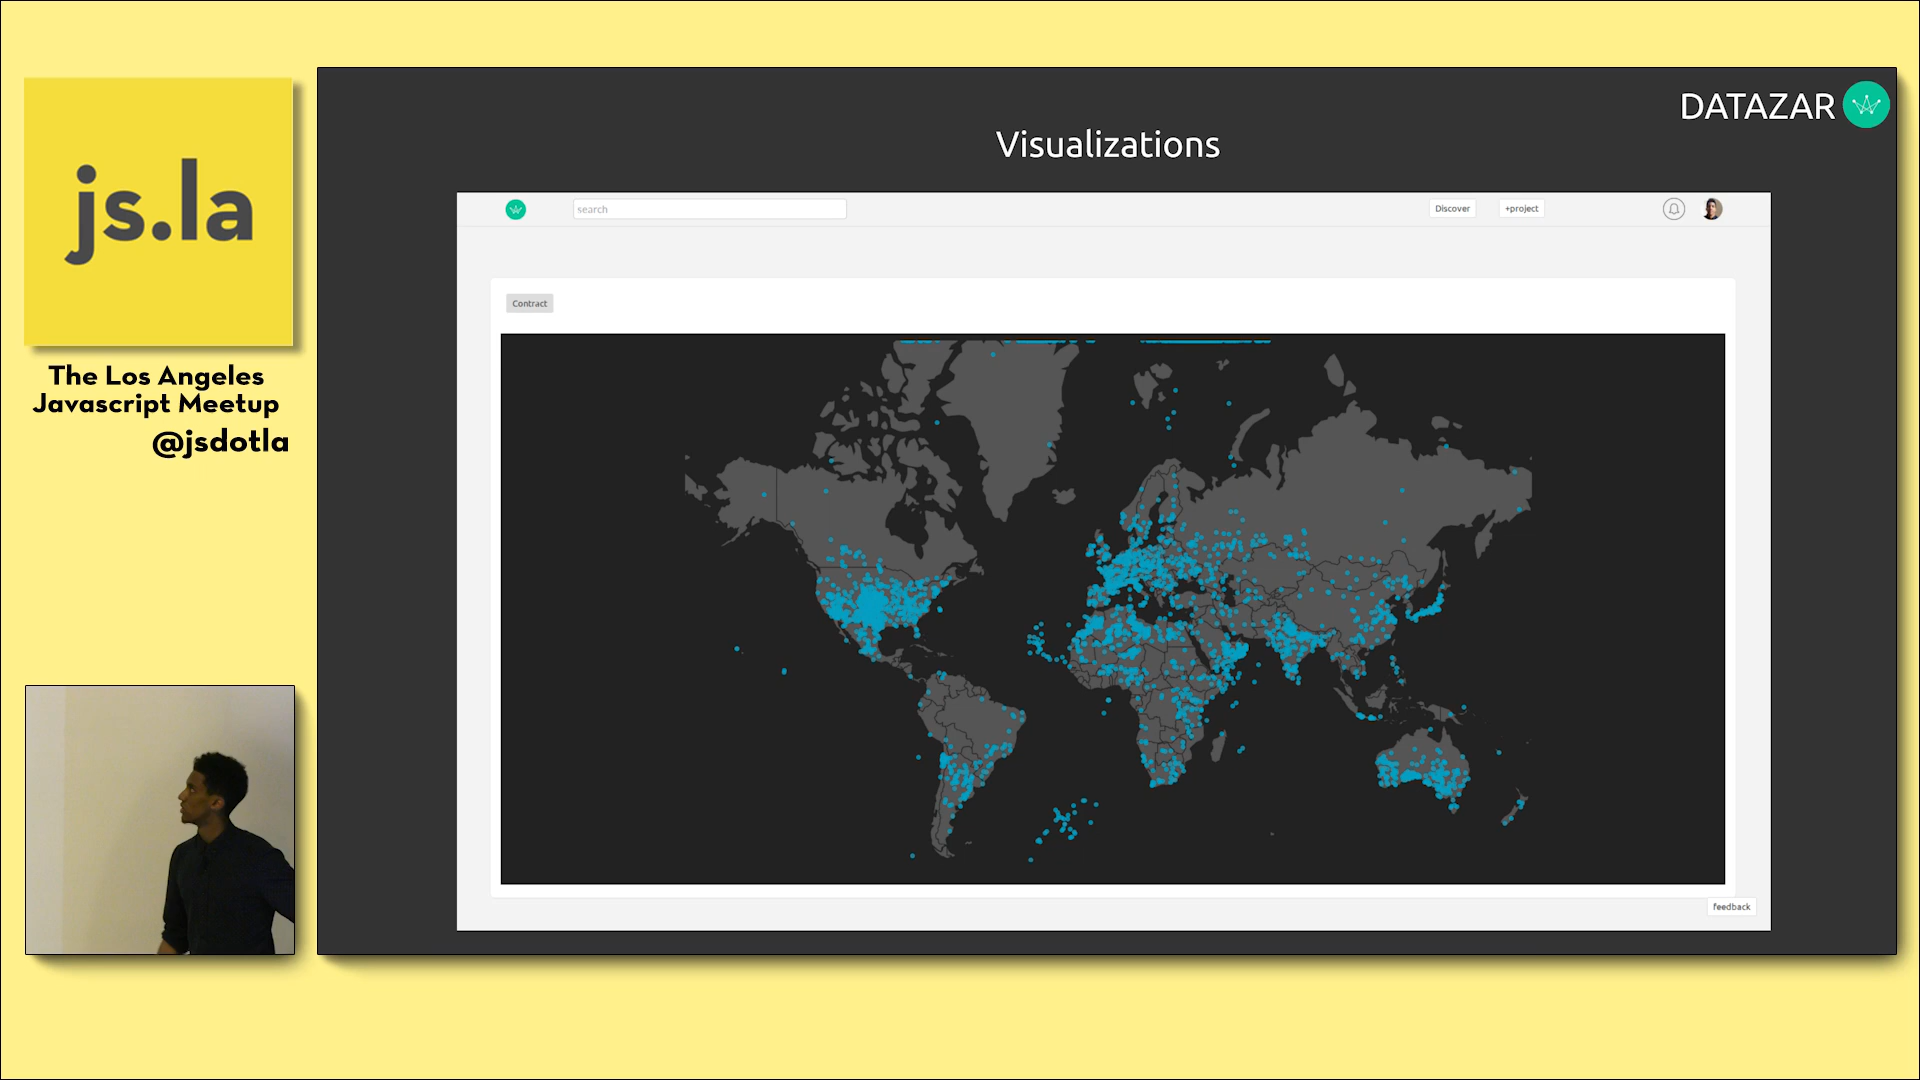 js.la
The Los Angeles
Javascript Meetup
@jsdotla
DATAZAR
Visualizations
search
Discover
+project
Contract
feedback